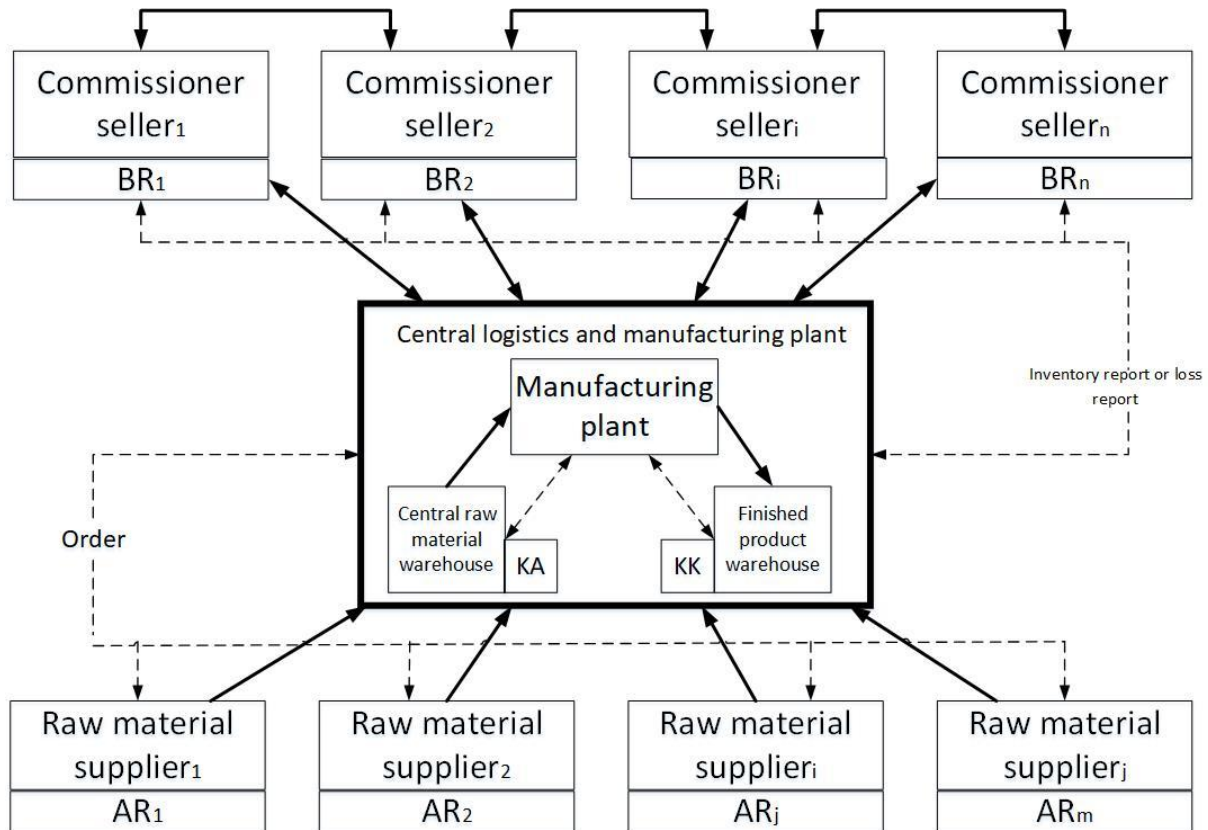 Commissioner
seller₁
Commissioner
seller₂
Commissioner
sellerᵢ
Commissioner
sellerₙ
BR₁
BR₂
BRᵢ
BRₙ
Central logistics and manufacturing plant
Manufacturing
plant
Inventory report or loss
report
Order
Central raw
material
warehouse
KA
KK
Finished
product
warehouse
Raw material
supplier₁
Raw material
supplier₂
Raw material
supplierᵢ
Raw material
supplierⱼ
AR₁
AR₂
ARⱼ
ARₘ